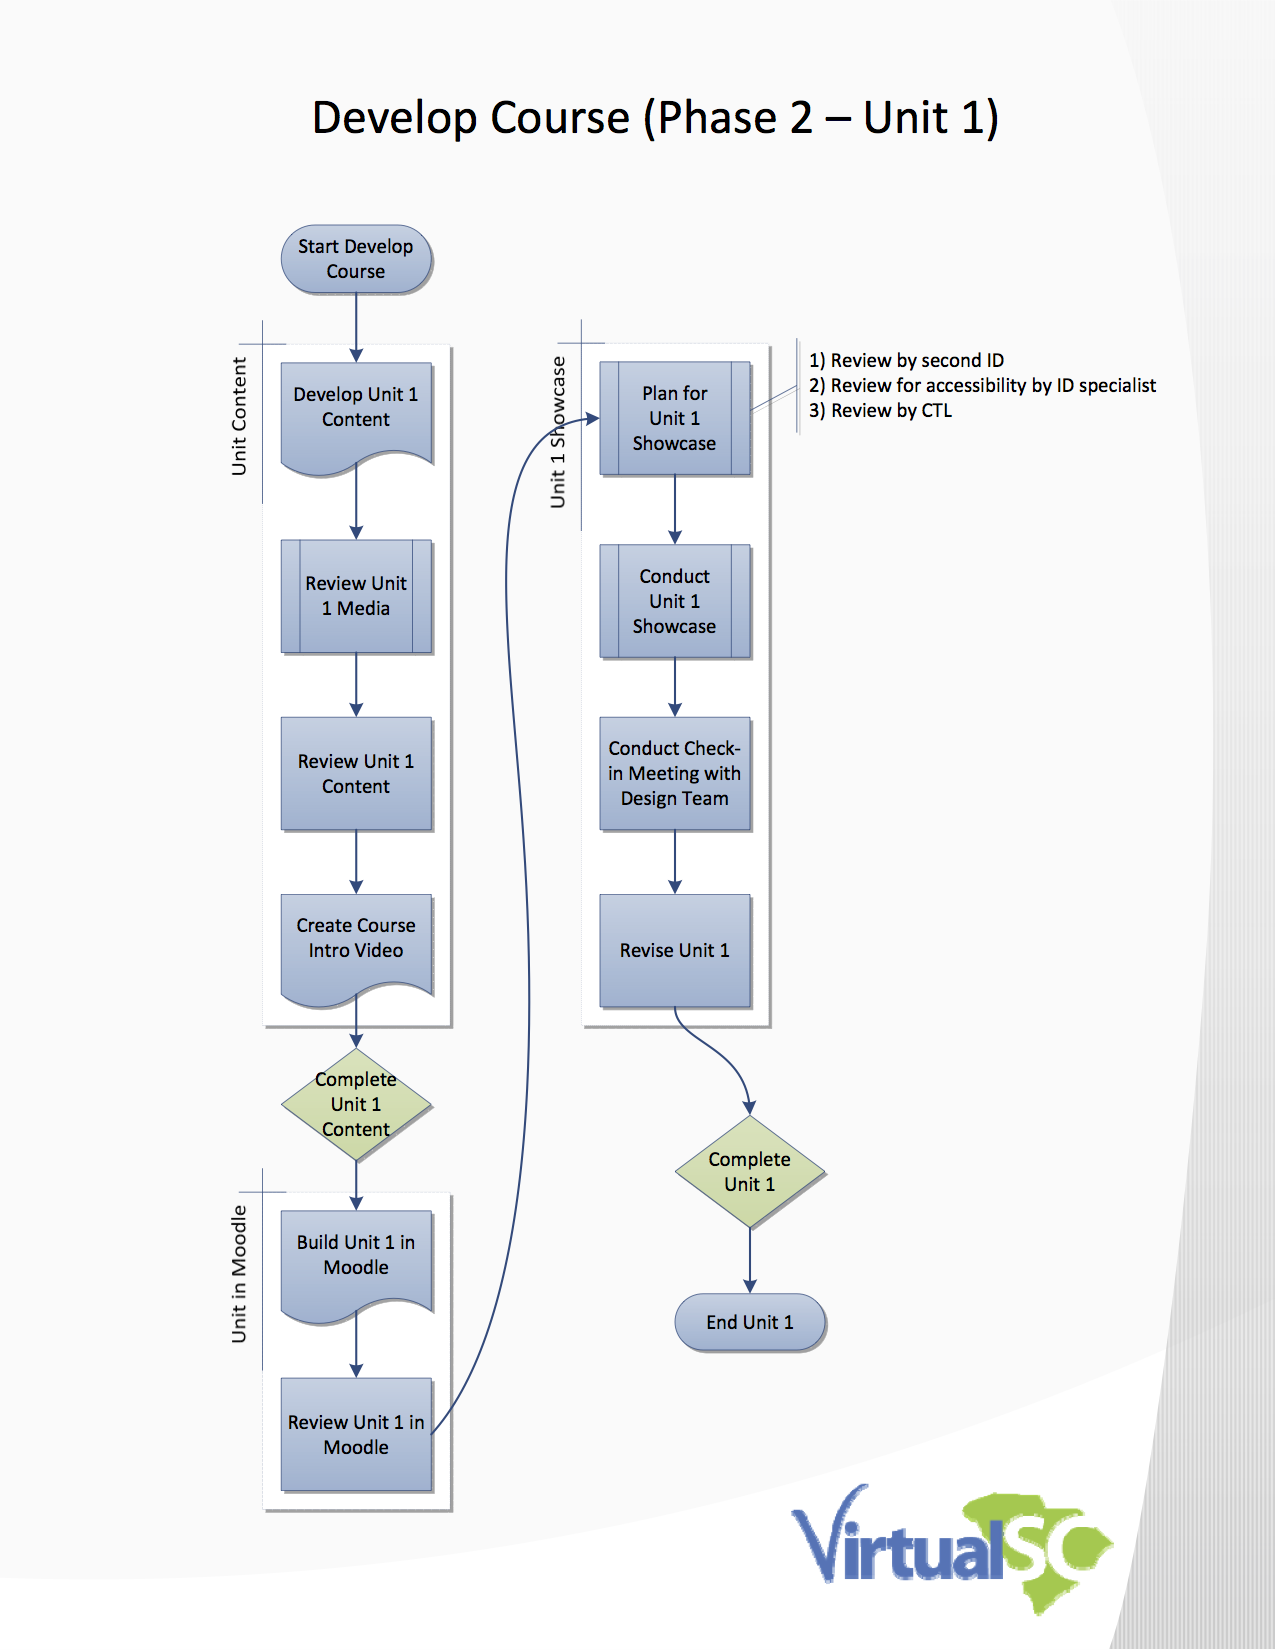 Develop Course (Phase 2 – Unit 1)
Start Develop
Course
Unit Content
Develop Unit 1
Content
Review Unit
1 Media
Review Unit 1
Content
Create Course
Intro Video
Complete
Unit 1
Content
Unit in Moodle
Build Unit 1 in
Moodle
Review Unit 1 in
Moodle
Unit 1 Showcase
Plan for
Unit 1
Showcase
1) Review by second ID
2) Review for accessibility by ID specialist
3) Review by CTL
Conduct
Unit 1
Showcase
Conduct Check-
in Meeting with
Design Team
Revise Unit 1
Complete
Unit 1
End Unit 1
VirtualSC